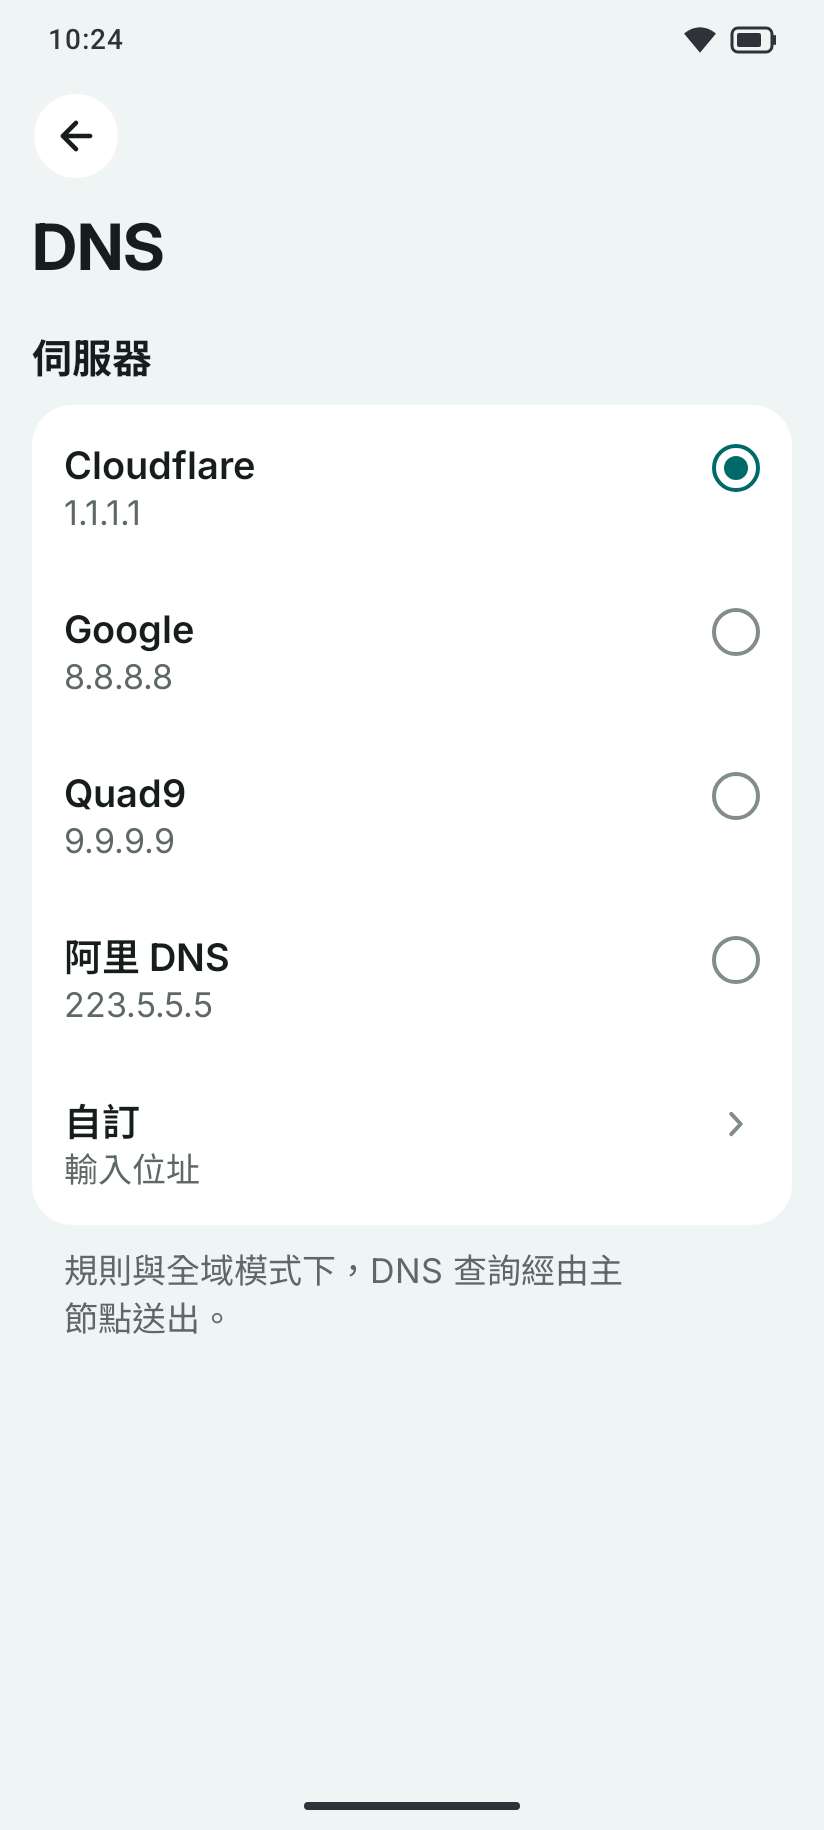 10:24
DNS
伺服器
Cloudflare
1.1.1.1
Google
8.8.8.8
Quad9
9.9.9.9
阿里 DNS
223.5.5.5
自訂
輸入位址
規則與全域模式下，DNS 查詢經由主
節點送出。